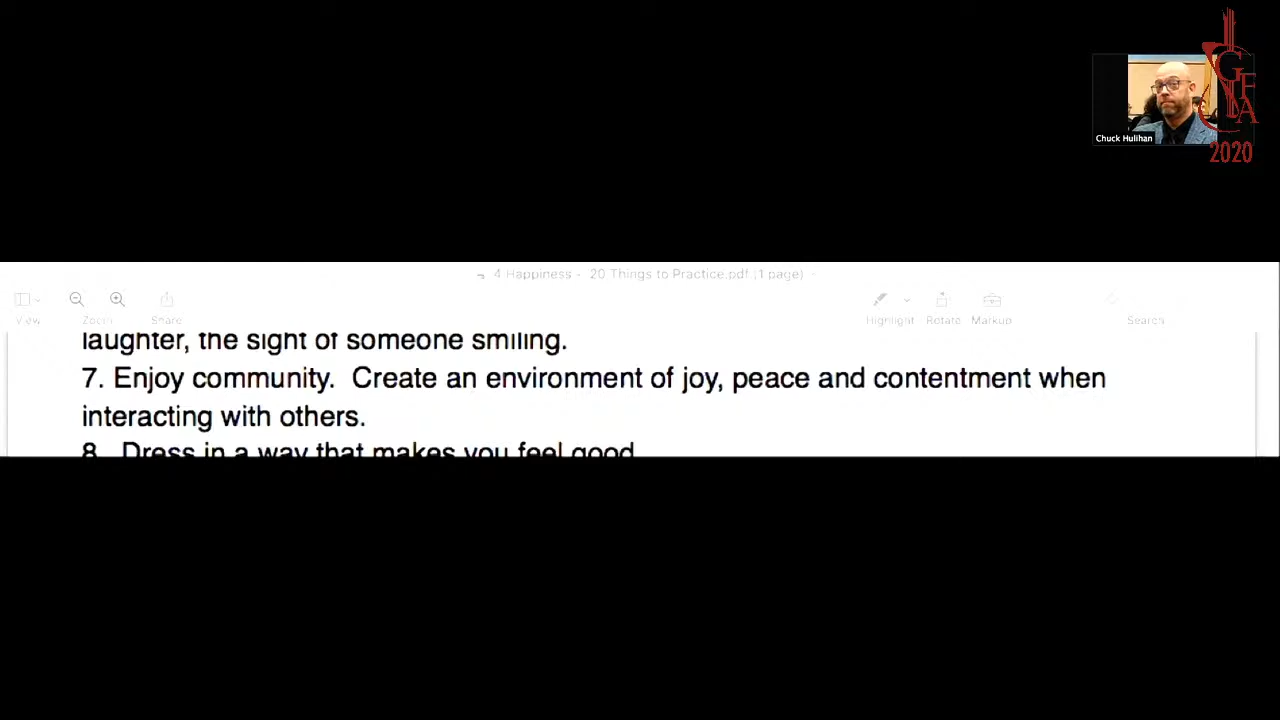 GFA
2020
Chuck Hulihan
4 Happiness - 20 Things to Practice.pdf (1 page)
View
Zoom
Share
Highlight
Rotate
Markup
Search
laughter, the sight of someone smiling.
7. Enjoy community. Create an environment of joy, peace and contentment when
interacting with others.
8. Dress in a way that makes you feel good